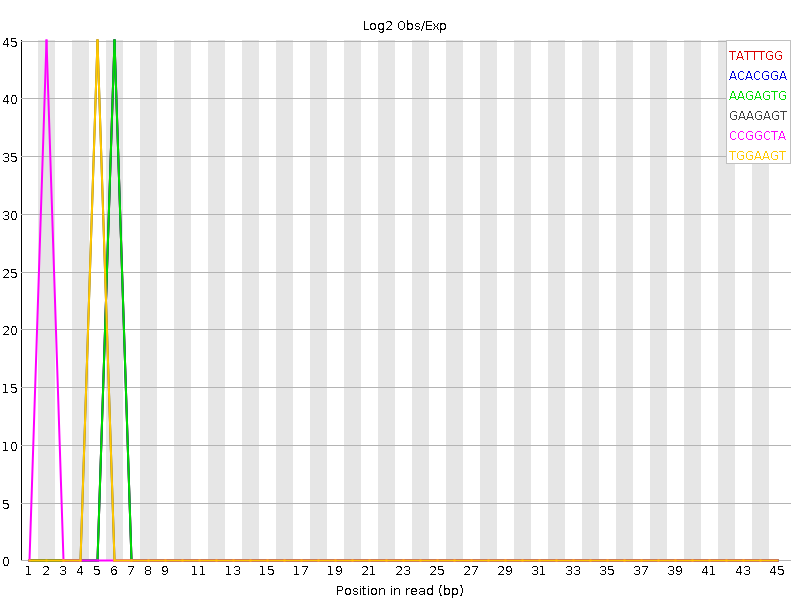 Log2 Obs/Exp
45
40
35
30
25
20
15
10
5
0
TATTTGG
ACACGGA
AAGAGTG
GAAGAGT
CCGGCTA
TGGAAGT
1 2 3 4 5 6 7 8 9 11 13 15 17 19 21 23 25 27 29 31 33 35 37 39 41 43 45
Position in read (bp)